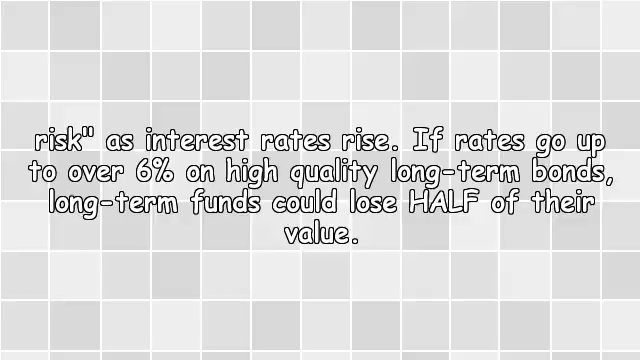 risk" as interest rates rise. If rates go up
to over 6% on high quality long-term bonds,
long-term funds could lose HALF of their
value.